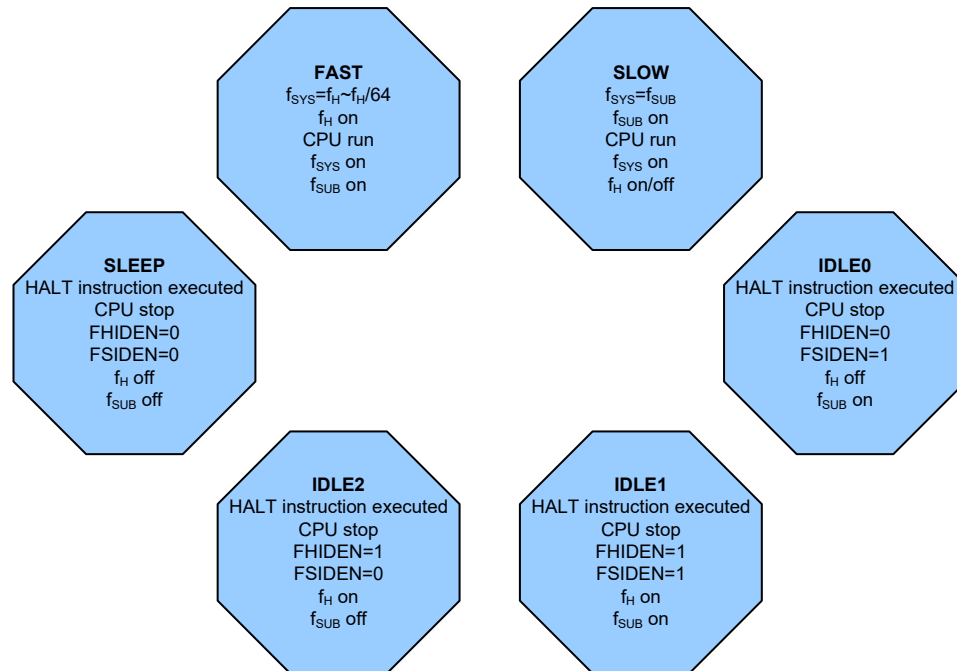 FAST
fSYS=fH~fH/64
fH on
CPU run
fSYS on
fSUB on
SLOW
fSYS=fSUB
fSUB on
CPU run
fSYS on
fH on/off
SLEEP
HALT instruction executed
CPU stop
FHIDEN=0
FSIDEN=0
fH off
fSUB off
IDLE0
HALT instruction executed
CPU stop
FHIDEN=0
FSIDEN=1
fH off
fSUB on
IDLE2
HALT instruction executed
CPU stop
FHIDEN=1
FSIDEN=0
fH on
fSUB off
IDLE1
HALT instruction executed
CPU stop
FHIDEN=1
FSIDEN=1
fH on
fSUB on